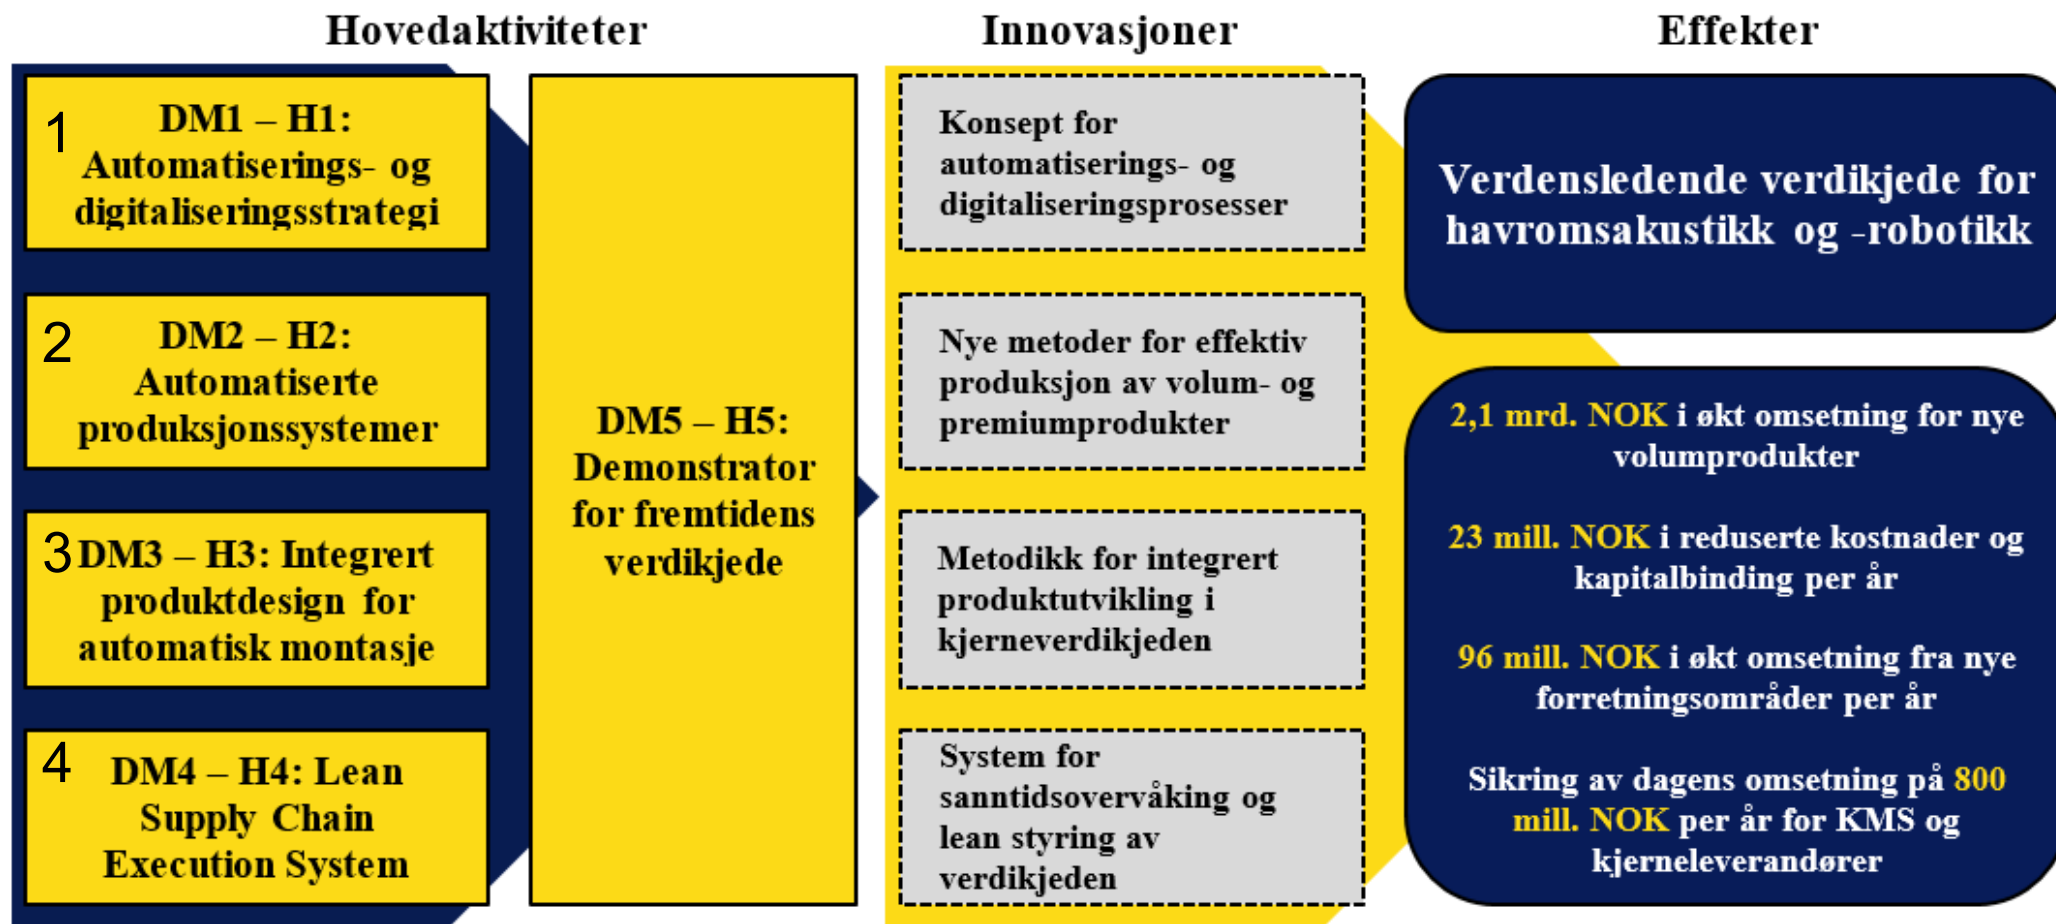 Hovedaktiviteter
Innovasjoner
Effekter
1
DM1 – H1:
Automatiserings- og
digitaliseringsstrategi
2
DM2 – H2:
Automatiserte
produksjonssystemer
3
DM3 – H3: Integrert
produktdesign for
automatisk montasje
4
DM4 – H4: Lean
Supply Chain
Execution System
DM5 – H5:
Demonstrator
for fremtidens
verdikjede
Konsept for
automatiserings- og
digitaliseringsprosesser
Nye metoder for effektiv
produksjon av volum- og
premiumprodukter
Metodikk for integrert
produktutvikling i
kjerneverdikjeden
System for
sanntidsovervåking og
lean styring av
verdikjeden
Verdensledende verdikjede for
havromsakustikk og -robotikk
2,1 mrd. NOK i økt omsetning for nye
volumprodukter
23 mill. NOK i reduserte kostnader og
kapitalbinding per år
96 mill. NOK i økt omsetning fra nye
forretningsområder per år
Sikring av dagens omsetning på 800
mill. NOK per år for KMS og
kjerneleverandører